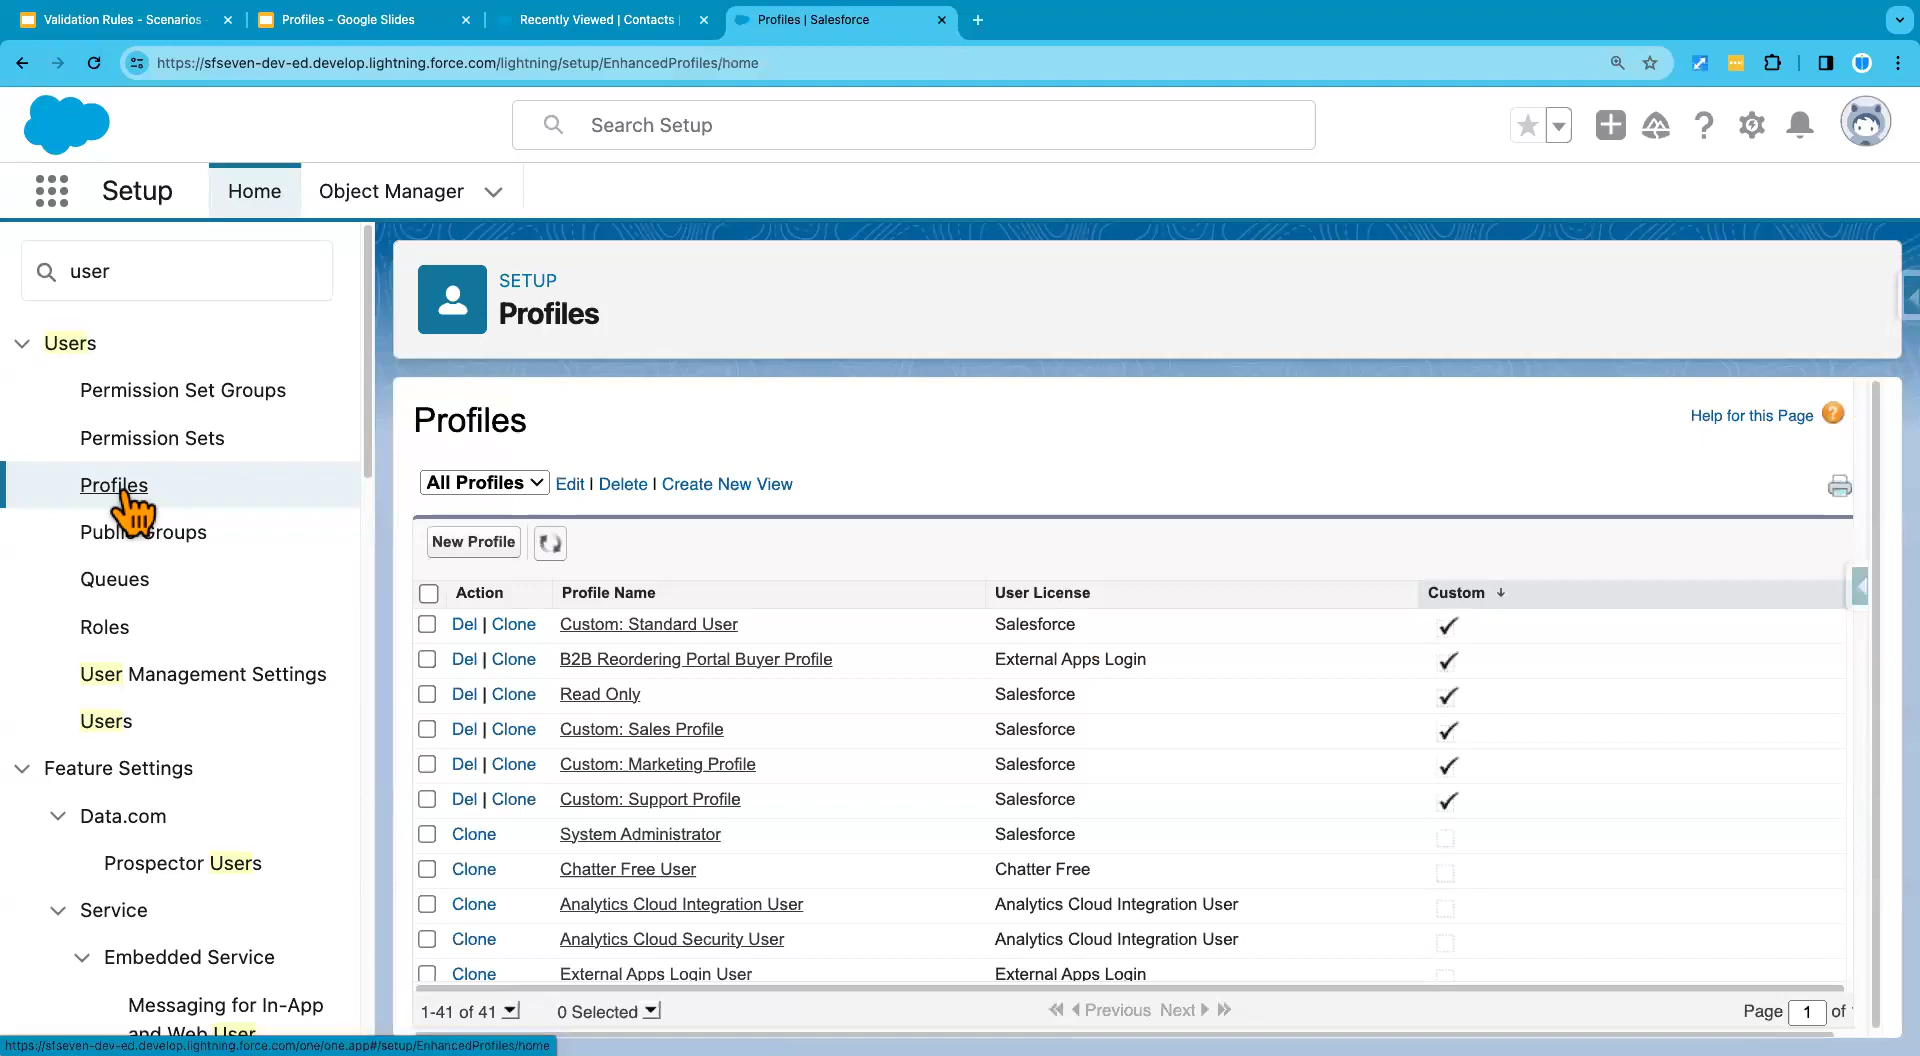 Validation Rules - Scenarios
Profiles - Google Slides
Recently Viewed | Contacts |
Profiles | Salesforce
https://sfseven-dev-ed.develop.lightning.force.com/lightning/setup/EnhancedProfiles/home
Search Setup
Setup
Home
Object Manager
user
Users
Permission Set Groups
Permission Sets
Profiles
Public Groups
Queues
Roles
User Management Settings
Users
Feature Settings
Data.com
Prospector Users
Service
Embedded Service
Messaging for In-App
and Web User
https://sfseven-dev-ed.develop.lightning.force.com/one/one.app#/setup/EnhancedProfiles/home
SETUP
Profiles
Profiles
Help for this Page ?
All Profiles Edit | Delete | Create New View
New Profile
Action Profile Name User License Custom
Del | Clone Custom: Standard User Salesforce
Del | Clone B2B Reordering Portal Buyer Profile External Apps Login
Del | Clone Read Only Salesforce
Del | Clone Custom: Sales Profile Salesforce
Del | Clone Custom: Marketing Profile Salesforce
Del | Clone Custom: Support Profile Salesforce
Clone System Administrator Salesforce
Clone Chatter Free User Chatter Free
Clone Analytics Cloud Integration User Analytics Cloud Integration User
Clone Analytics Cloud Security User Analytics Cloud Integration User
Clone External Apps Login User External Apps Login
1-41 of 41 0 Selected Previous Next Page 1 of